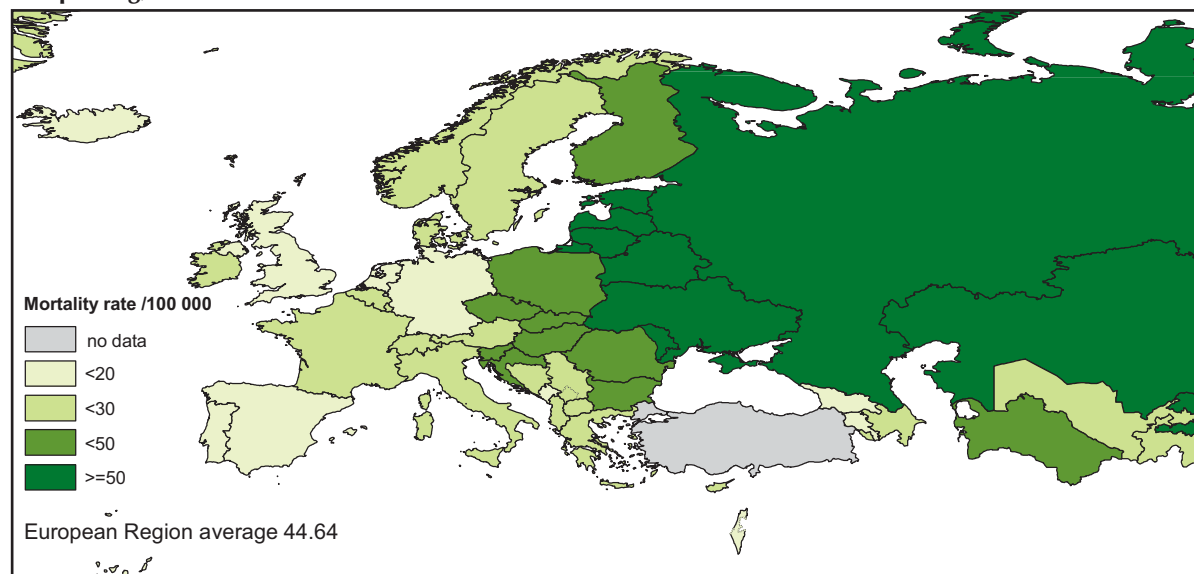 Mortality rate /100 000
no data
<20
<30
<50
>=50
European Region average 44.64